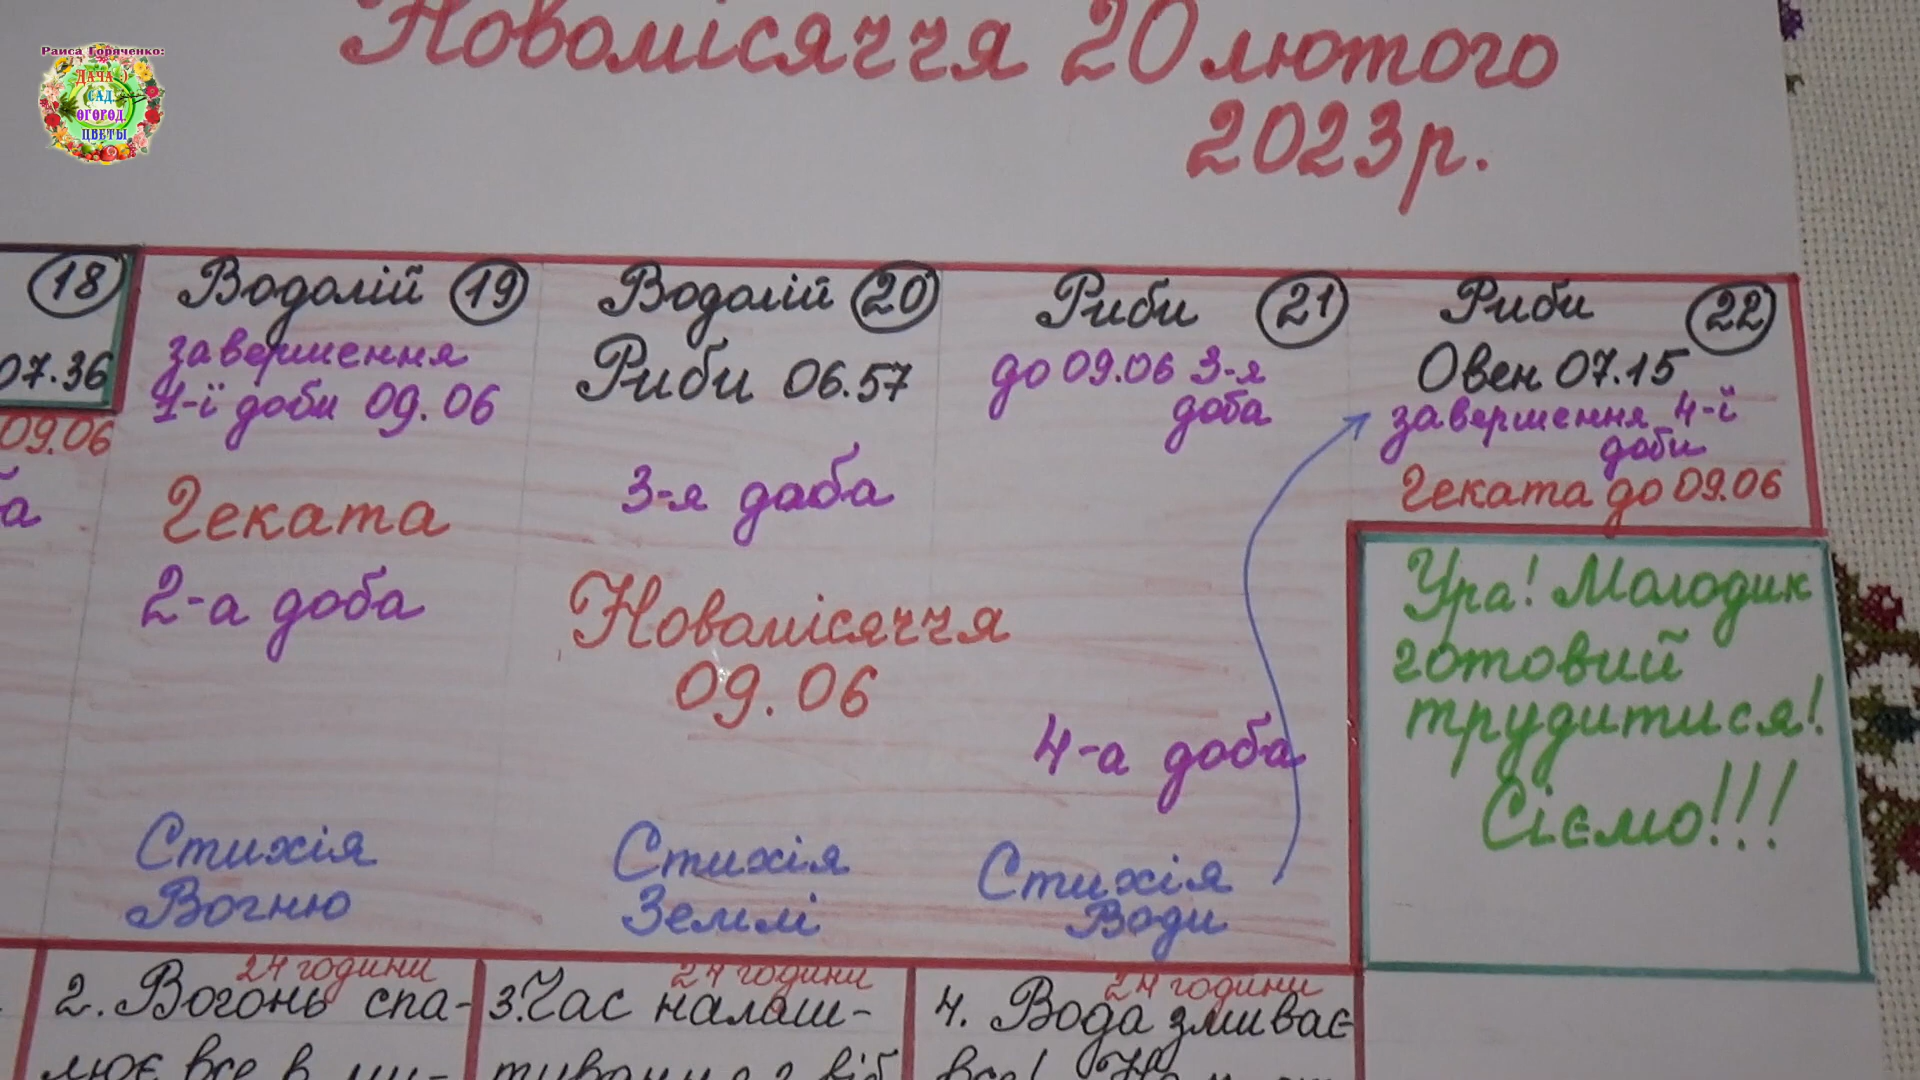 Раиса Горяченко:
ДАЧА
САД
ОГОРОД
ЦВЕТЫ
Новомісяччя 20 лютого
2023р.
18
07.36
09.06
Водолій 19
завершення
1-ї доби 09.06
Геката
2-а доба
Стихія
Вогню
Водолій 20
Риби 06.57
3-я доба
Новомісяччя
09.06
Стихія
Землі
Риби 21
до 09.06 3-я
доба
4-а доба
Стихія
Води
Риби 22
Овен 07.15
завершення 4-ї
доби
Геката до 09.06
Ура! Молодик
готовий
трудитися!
Сіємо!!!
24 години
2. Вогонь спа-
лює все в
24 години
3. Час налаш-
24 години
4. Вода змиває
все!